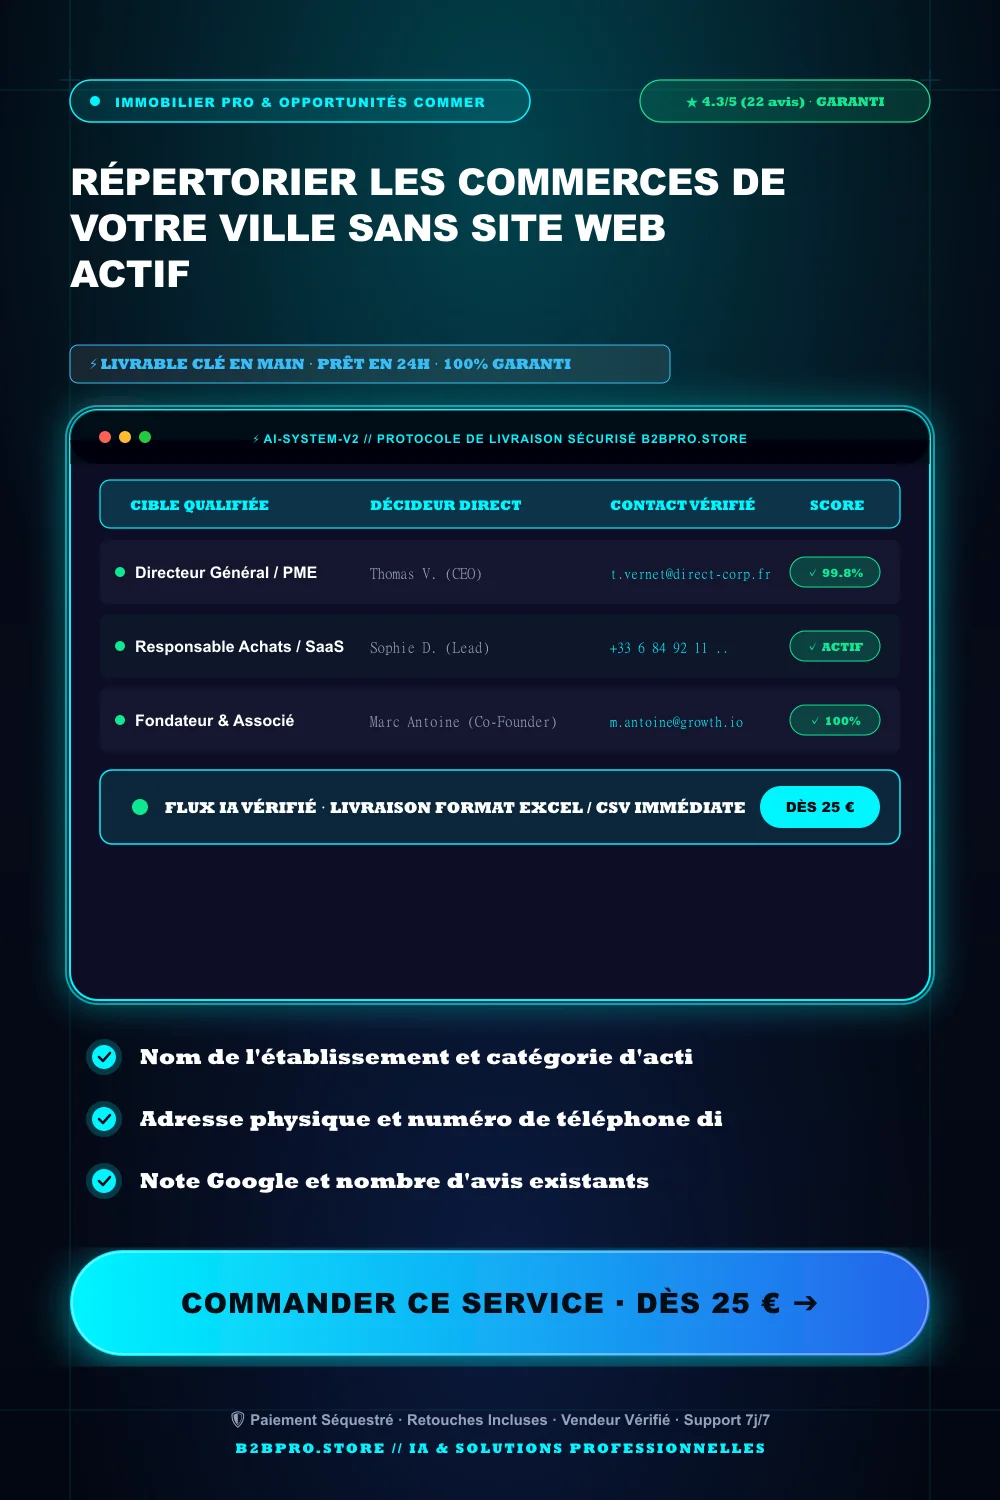 IMMOBILIER PRO & OPPORTUNITÉS COMMER
★ 4.3/5 (22 avis) · GARANTI
RÉPERTORIER LES COMMERCES DE
VOTRE VILLE SANS SITE WEB
ACTIF
⚡ LIVRABLE CLÉ EN MAIN · PRÊT EN 24H · 100% GARANTI
⚡ AI-SYSTEM-V2 // PROTOCOLE DE LIVRAISON SÉCURISÉ B2BPRO.STORE
CIBLE QUALIFIÉE DÉCIDEUR DIRECT CONTACT VÉRIFIÉ SCORE
Directeur Général / PME Thomas V. (CEO) t.vernet@direct-corp.fr ✓ 99.8%
Responsable Achats / SaaS Sophie D. (Lead) +33 6 84 92 11 .. ✓ ACTIF
Fondateur & Associé Marc Antoine (Co-Founder) m.antoine@growth.io ✓ 100%
FLUX IA VÉRIFIÉ · LIVRAISON FORMAT EXCEL / CSV IMMÉDIATE DÈS 25 €
Nom de l'établissement et catégorie d'acti
Adresse physique et numéro de téléphone di
Note Google et nombre d'avis existants
COMMANDER CE SERVICE · DÈS 25 € →
Paiement Séquestré · Retouches Incluses · Vendeur Vérifié · Support 7j/7
B2BPRO.STORE // IA & SOLUTIONS PROFESSIONNELLES